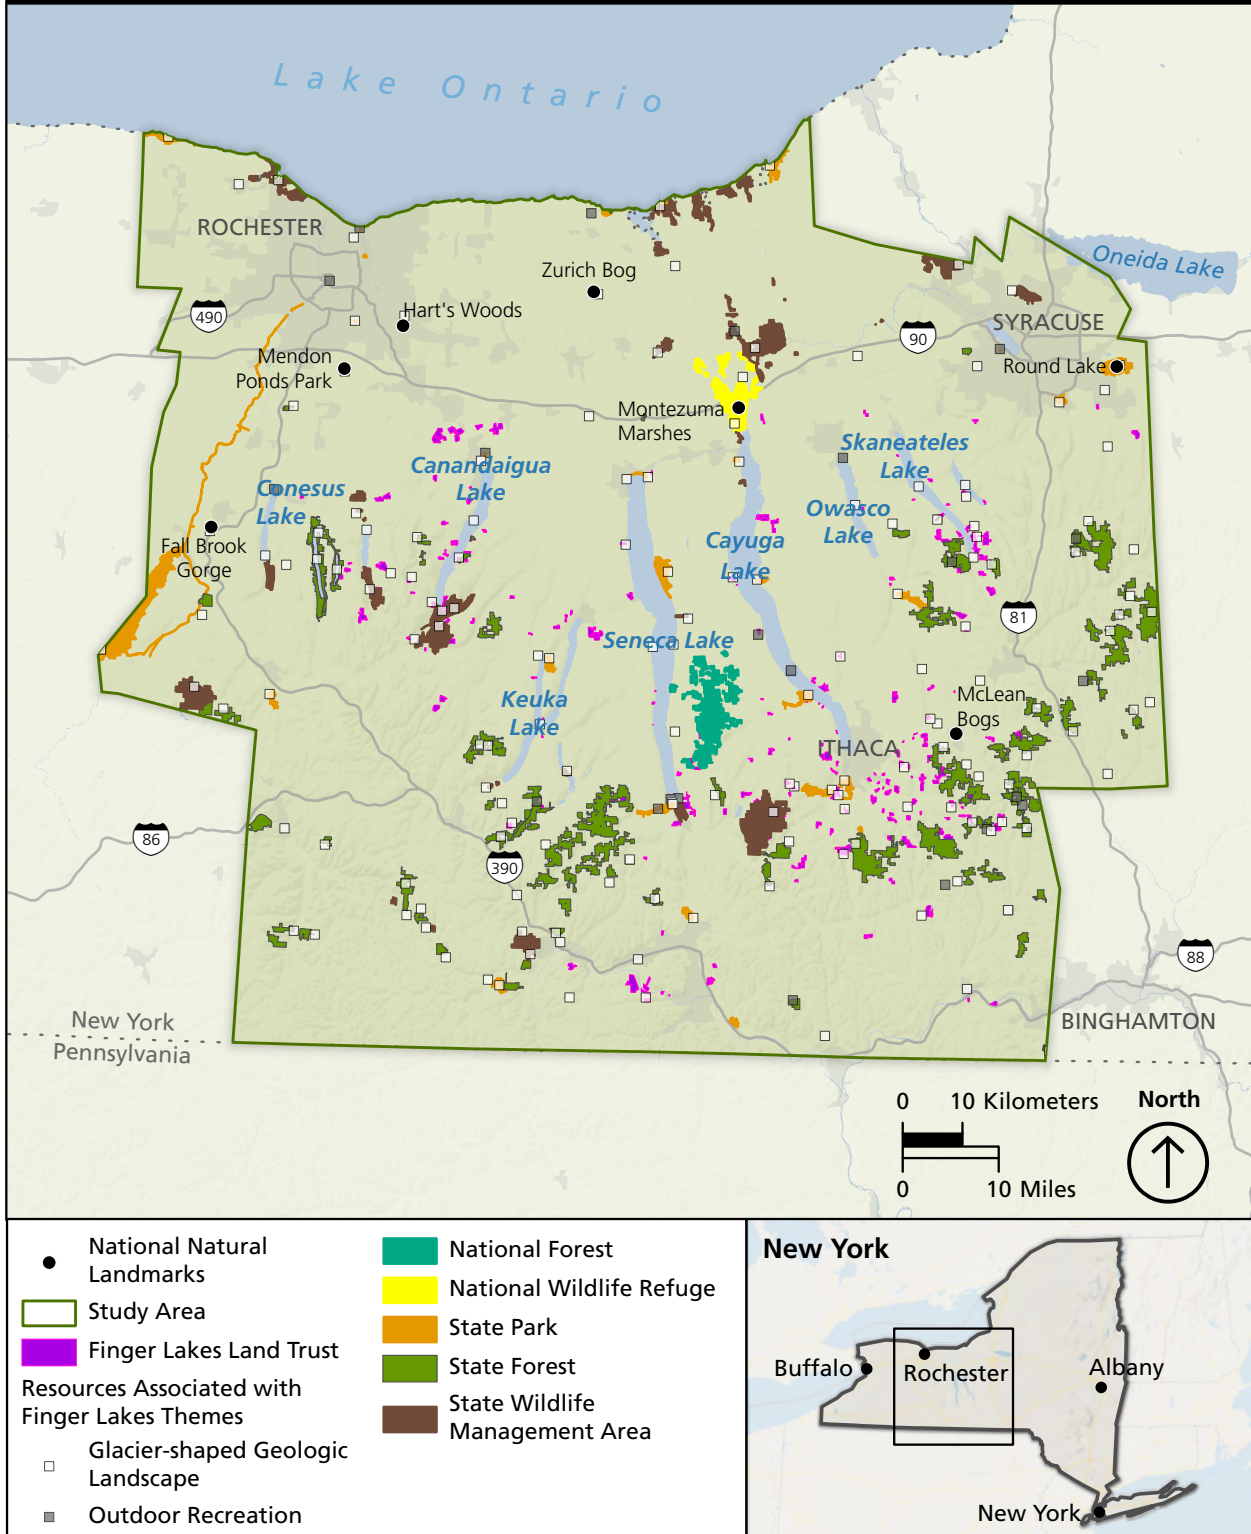 Lake Ontario
Oneida Lake
ROCHESTER
Zurich Bog
490
Hart's Woods
SYRACUSE
90
Mendon
Ponds Park
Round Lake
Montezuma
Marshes
Skaneateles
Lake
Canandaigua
Lake
Conesus
Lake
Owasco
Lake
Fall Brook
Gorge
Cayuga
Lake
81
Seneca Lake
Keuka
Lake
McLean
Bogs
ITHACA
86
390
88
New York
Pennsylvania
BINGHAMTON
0 10 Kilometers
North
0 10 Miles
National Natural
Landmarks
Study Area
Finger Lakes Land Trust
Resources Associated with
Finger Lakes Themes
Glacier-shaped Geologic
Landscape
Outdoor Recreation
National Forest
National Wildlife Refuge
State Park
State Forest
State Wildlife
Management Area
New York
Buffalo
Rochester
Albany
New York